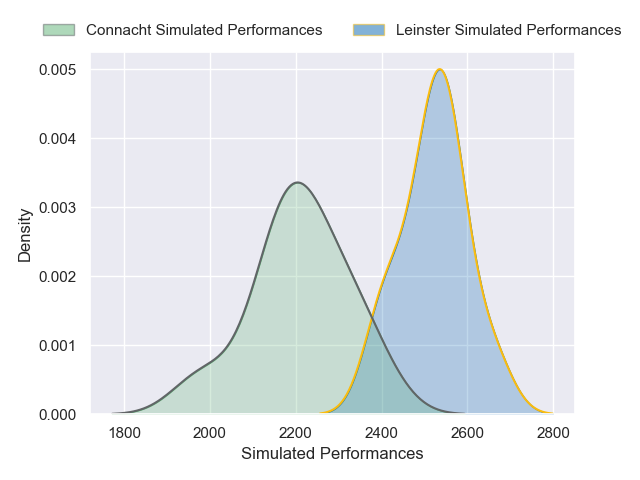 Connacht Simulated Performances Leinster Simulated Performances
0.005
0.004
0.003
0.002
0.001
0.000
Density
1800 2000 2200 2400 2600 2800
Simulated Performances